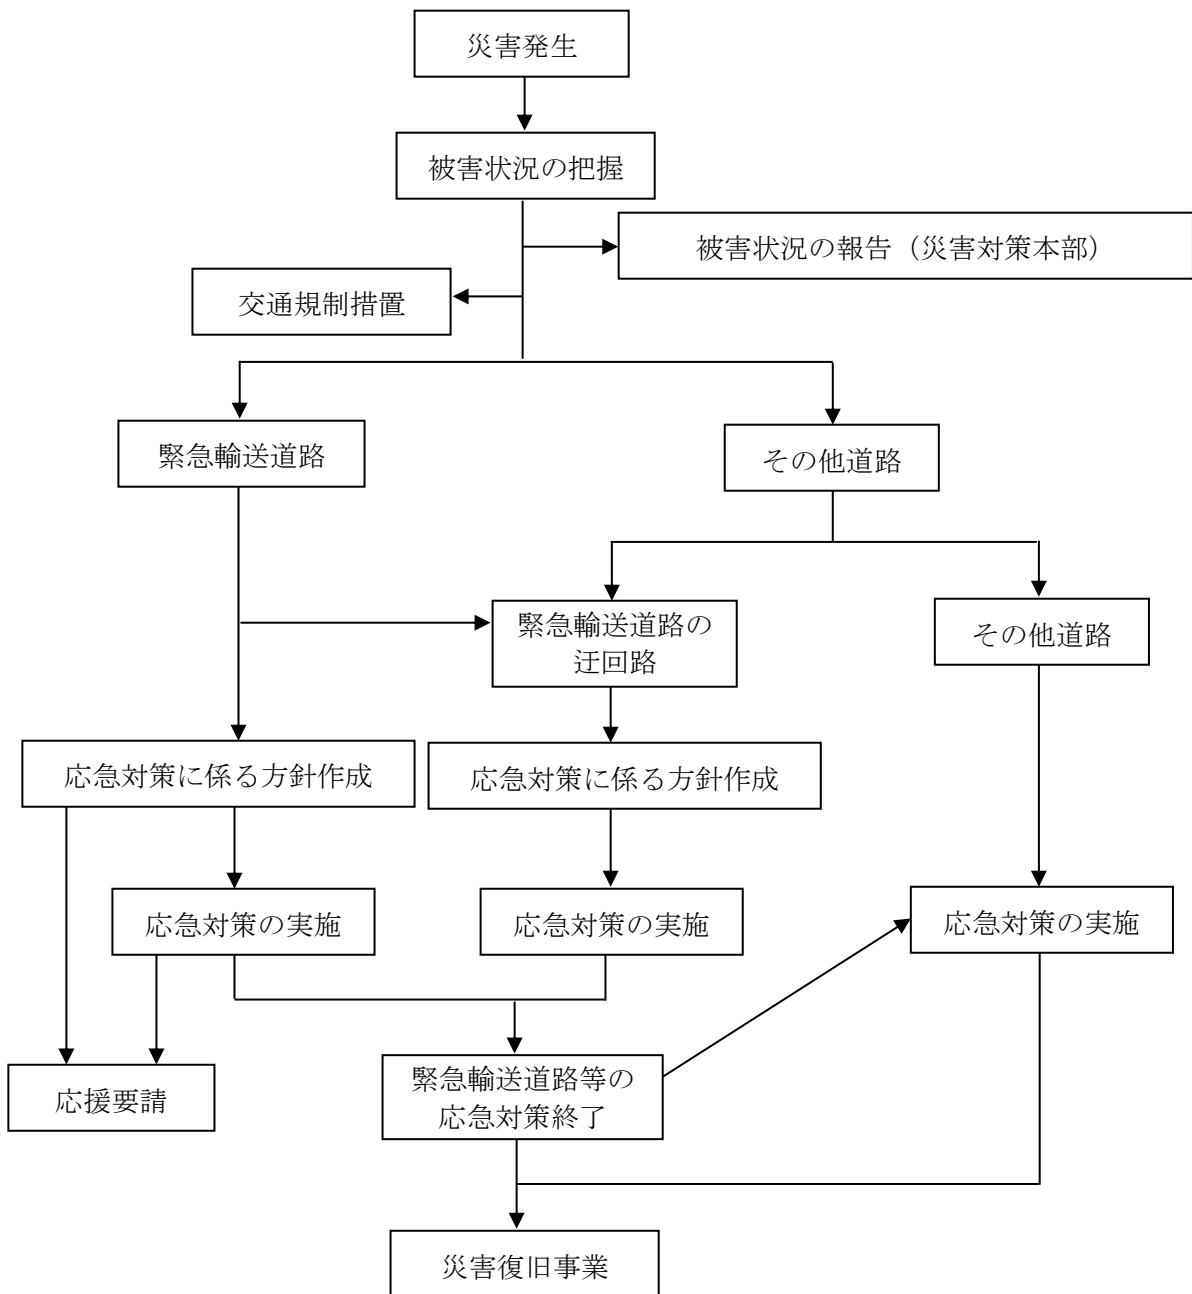 災害発生
被害状況の把握
被害状況の報告（災害対策本部）
交通規制措置
緊急輸送道路
その他道路
緊急輸送道路の
迂回路
その他道路
応急対策に係る方針作成
応急対策に係る方針作成
応急対策の実施
応急対策の実施
応急対策の実施
緊急輸送道路等の
応急対策終了
応援要請
災害復旧事業